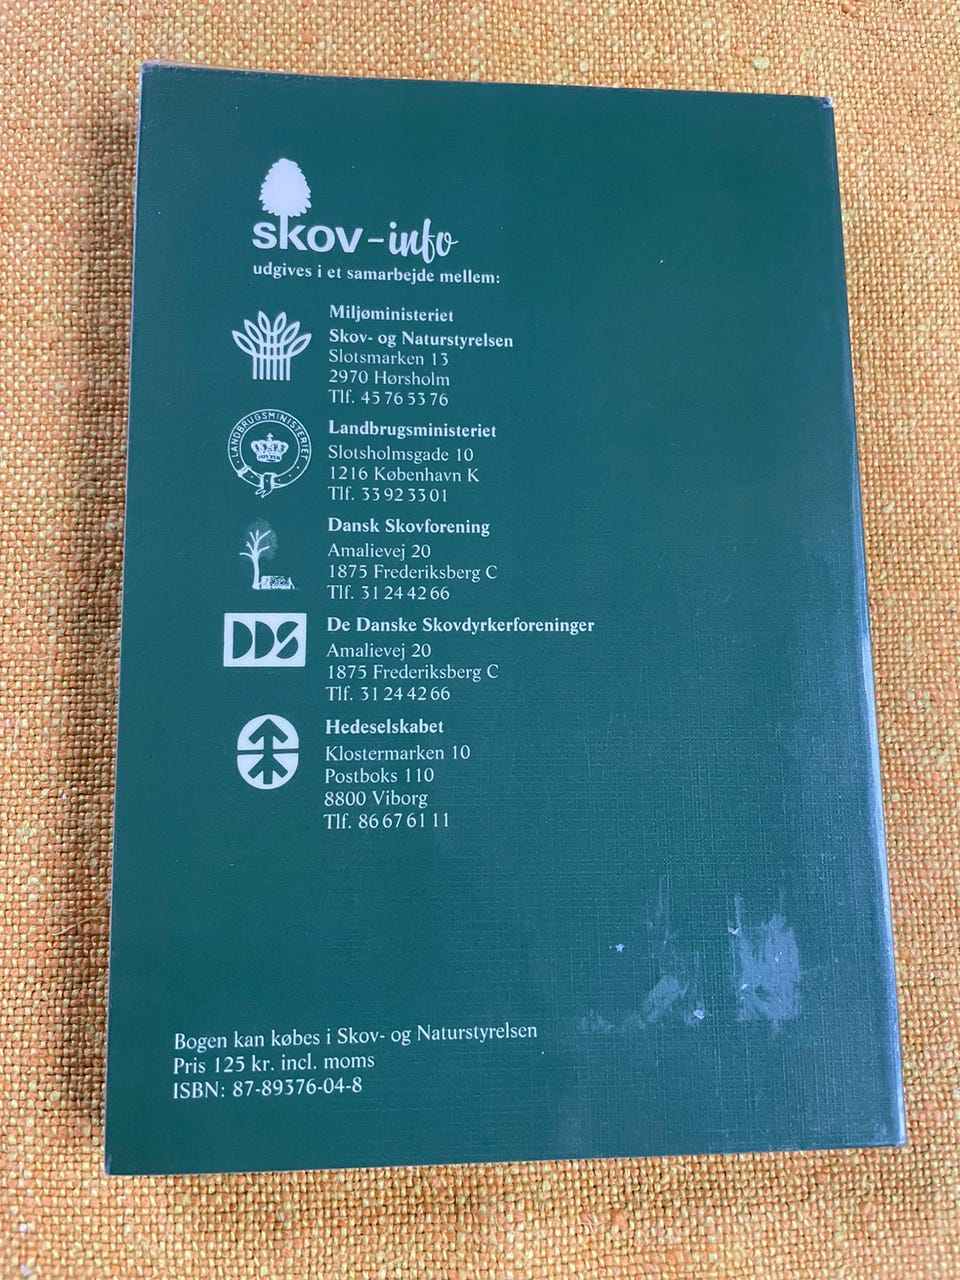 skov-info
udgives i et samarbejde mellem:
Miljøministeriet
Skov- og Naturstyrelsen
Slotsmarken 13
2970 Hørsholm
Tlf. 45 76 53 76
LANDBRUGSMINISTERIET
Landbrugsministeriet
Slotsholmsgade 10
1216 København K
Tlf. 33 92 33 01
Dansk Skovforening
Amalievej 20
1875 Frederiksberg C
Tlf. 31 24 42 66
DDS
De Danske Skovdyrkerforeninger
Amalievej 20
1875 Frederiksberg C
Tlf. 31 24 42 66
Hedeselskabet
Klostermarken 10
Postboks 110
8800 Viborg
Tlf. 86 67 61 11
Bogen kan købes i Skov- og Naturstyrelsen
Pris 125 kr. incl. moms
ISBN: 87-89376-04-8